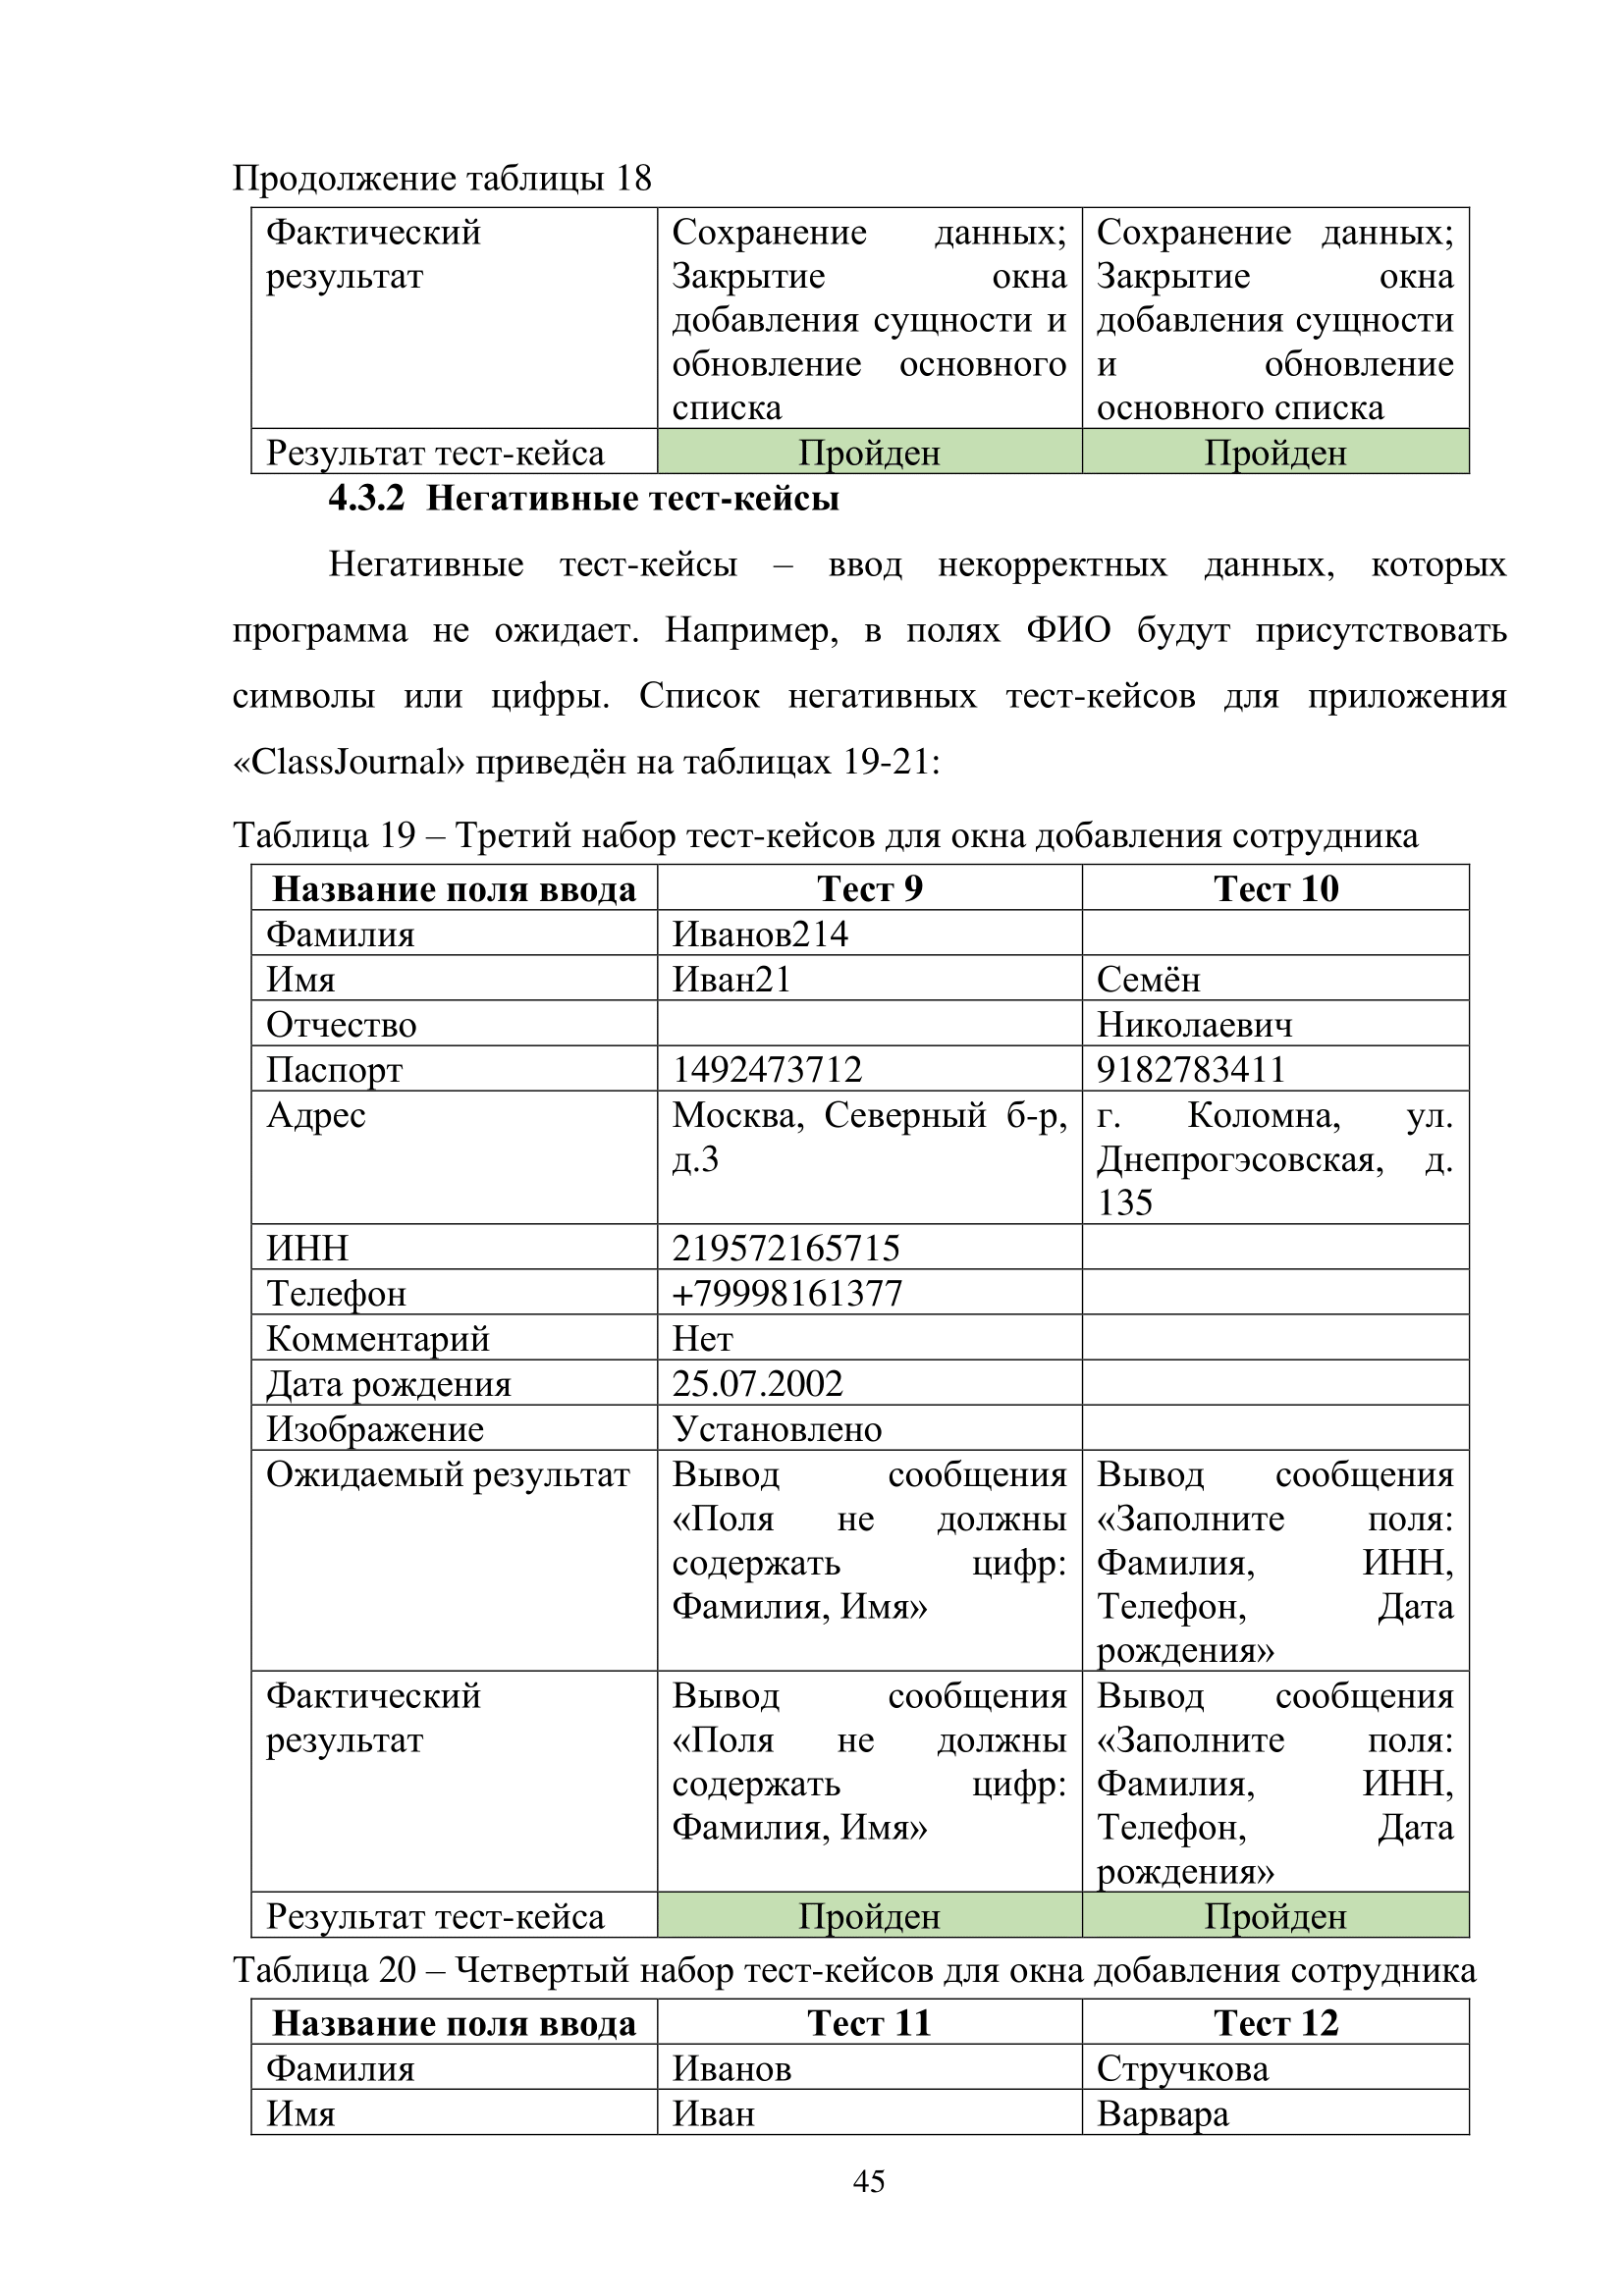 Продолжение таблицы 18
Фактический
результат
Сохранение данных;
Закрытие окна
добавления сущности и
обновление основного
списка
Сохранение данных;
Закрытие окна
добавления сущности
и обновление
основного списка
Результат тест-кейса Пройден Пройден
4.3.2 Негативные тест-кейсы
Негативные тест-кейсы – ввод некорректных данных, которых
программа не ожидает. Например, в полях ФИО будут присутствовать
символы или цифры. Список негативных тест-кейсов для приложения
«ClassJournal» приведён на таблицах 19-21:
Таблица 19 – Третий набор тест-кейсов для окна добавления сотрудника
Название поля ввода Тест 9 Тест 10
Фамилия Иванов214
Имя Иван21 Семён
Отчество Николаевич
Паспорт 1492473712 9182783411
Адрес
Москва, Северный б-р,
д.3
г. Коломна, ул.
Днепрогэсовская, д.
135
ИНН 219572165715
Телефон +79998161377
Комментарий Нет
Дата рождения 25.07.2002
Изображение Установлено
Ожидаемый результат
Вывод сообщения
«Поля не должны
содержать цифр:
Фамилия, Имя»
Вывод сообщения
«Заполните поля:
Фамилия, ИНН,
Телефон, Дата
рождения»
Фактический
результат
Вывод сообщения
«Поля не должны
содержать цифр:
Фамилия, Имя»
Вывод сообщения
«Заполните поля:
Фамилия, ИНН,
Телефон, Дата
рождения»
Результат тест-кейса Пройден Пройден
Таблица 20 – Четвертый набор тест-кейсов для окна добавления сотрудника
Название поля ввода Тест 11 Тест 12
Фамилия Иванов Стручкова
Имя Иван Варвара
45